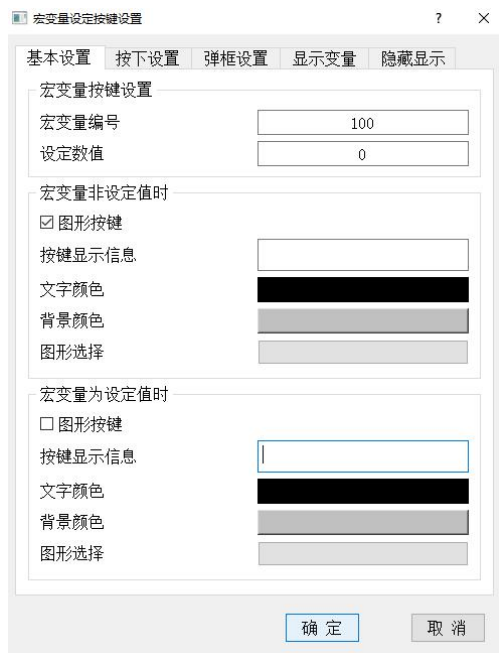 宏变量设定按键设置
基本设置 按下设置 弹框设置 显示变量 隐藏显示
宏变量按键设置
宏变量编号 100
设定数值 0
宏变量非设定值时
图形按键
按键显示信息
文字颜色
背景颜色
图形选择
宏变量为设定值时
图形按键
按键显示信息
文字颜色
背景颜色
图形选择
确 定 取 消